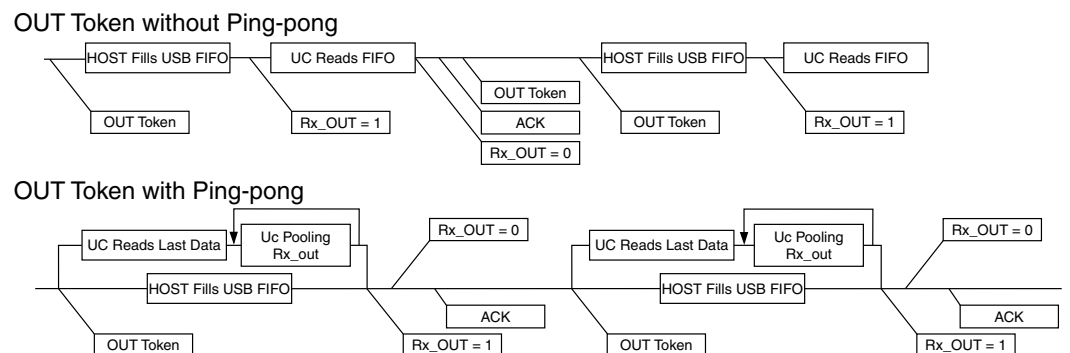 OUT Token without Ping-pong
HOST Fills USB FIFO
UC Reads FIFO
HOST Fills USB FIFO
UC Reads FIFO
OUT Token
OUT Token
Rx_OUT = 1
ACK
OUT Token
Rx_OUT = 1
Rx_OUT = 0
OUT Token with Ping-pong
UC Reads Last Data
Uc Pooling
Rx_out
Rx_OUT = 0
UC Reads Last Data
Uc Pooling
Rx_out
Rx_OUT = 0
HOST Fills USB FIFO
HOST Fills USB FIFO
ACK
ACK
OUT Token
Rx_OUT = 1
OUT Token
Rx_OUT = 1